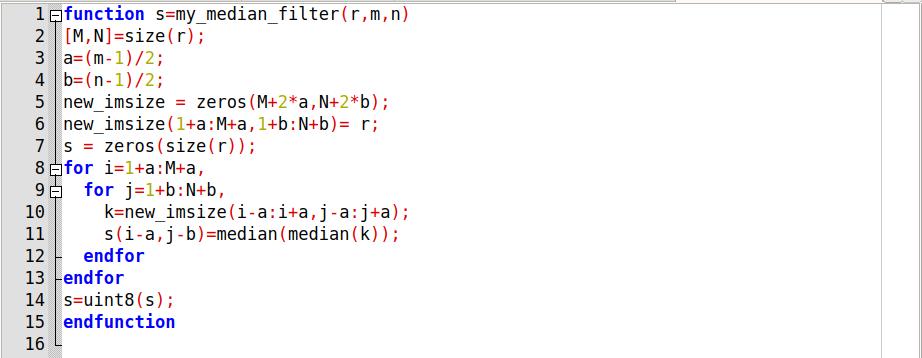 1 function s=my_median_filter(r,m,n)
2 [M,N]=size(r);
3 a=(m-1)/2;
4 b=(n-1)/2;
5 new_imsize = zeros(M+2*a,N+2*b);
6 new_imsize(1+a:M+a,1+b:N+b)= r;
7 s = zeros(size(r));
8 for i=1+a:M+a,
9 for j=1+b:N+b,
10 k=new_imsize(i-a:i+a,j-a:j+a);
11 s(i-a,j-b)=median(median(k));
12 endfor
13 endfor
14 s=uint8(s);
15 endfunction
16